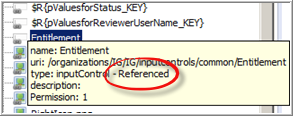 $R{pValuesforStatus_KEY}
$R{pValuesforReviewerUserName_KEY}
Entitlement
name: Entitlement
uri: /organizations/IG/IG/inputcontrols/common/Entitlement
type: inputControl - Referenced
description:
Permission: 1